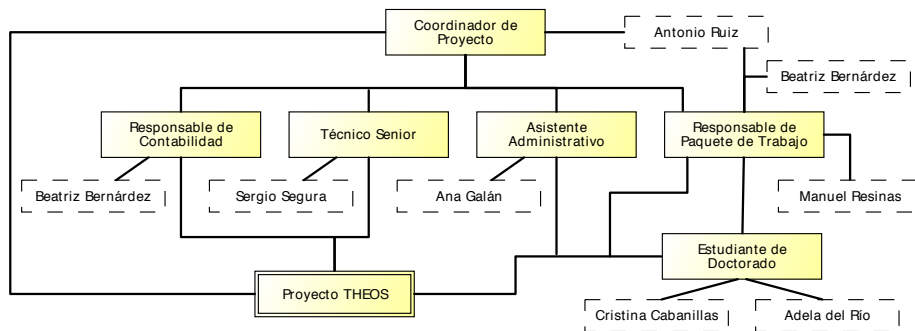 Coordinador de
Proyecto
Antonio Ruiz
Beatriz Bernárdez
Responsable de
Contabilidad
Técnico Senior
Asistente
Administrativo
Responsable de
Paquete de Trabajo
Beatriz Bernárdez
Sergio Segura
Ana Galán
Manuel Resinas
Estudiante de
Doctorado
Proyecto THEOS
Cristina Cabanillas
Adela del Río